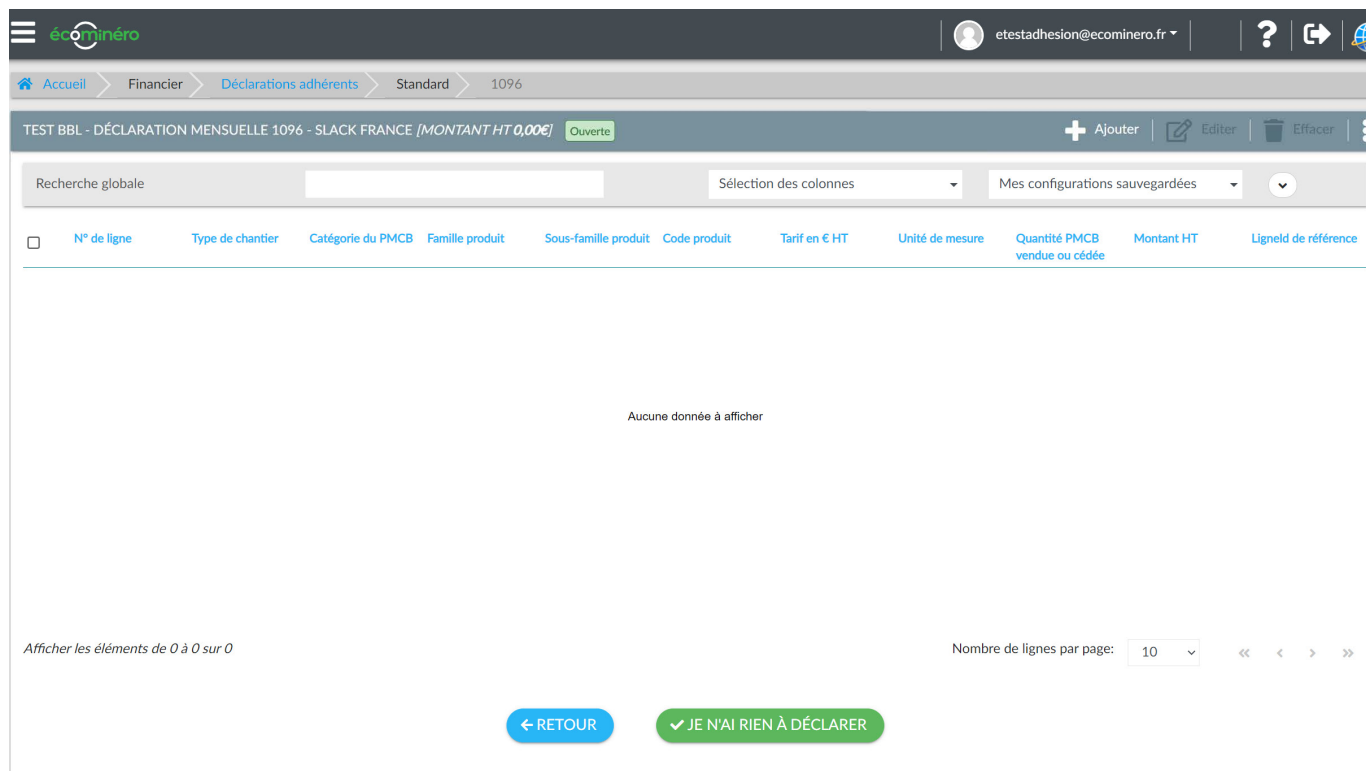 écominéro
etestadhesion@ecominero.fr
?
Accueil Financier Déclarations adhérents Standard 1096
TEST BBL - DÉCLARATION MENSUELLE 1096 - SLACK FRANCE [MONTANT HT 0,00€] Ouverte
Ajouter Editer Effacer
Recherche globale Sélection des colonnes Mes configurations sauvegardées
N° de ligne Type de chantier Catégorie du PMCB Famille produit Sous-famille produit Code produit Tarif en € HT Unité de mesure Quantité PMCB vendue ou cédée Montant HT LigneId de référence
Aucune donnée à afficher
Afficher les éléments de 0 à 0 sur 0
Nombre de lignes par page: 10
RETOUR
JE N'AI RIEN À DÉCLARER